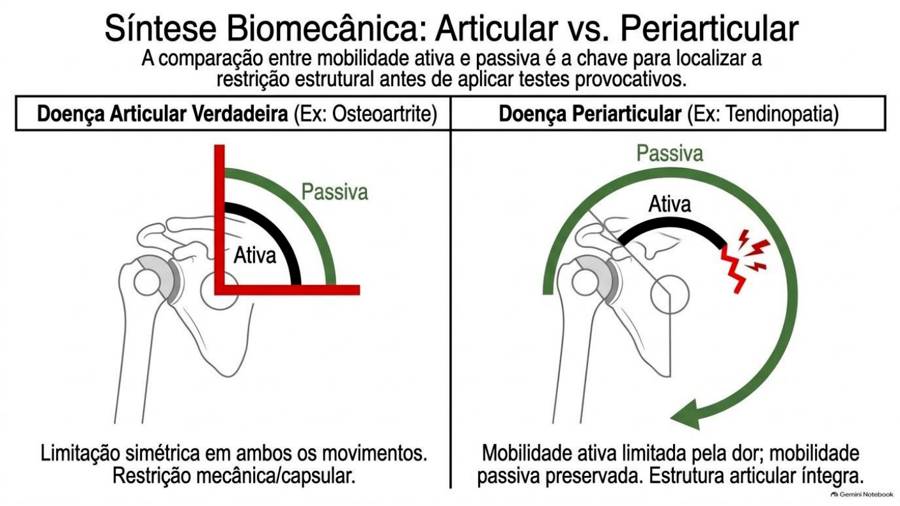 Síntese Biomecânica: Articular vs. Periarticular
A comparação entre mobilidade ativa e passiva é a chave para localizar a
restrição estrutural antes de aplicar testes provocativos.
Doença Articular Verdadeira (Ex: Osteoartrite)
Passiva
Ativa
Limitação simétrica em ambos os movimentos.
Restrição mecânica/capsular.
Doença Periarticular (Ex: Tendinopatia)
Passiva
Ativa
Mobilidade ativa limitada pela dor; mobilidade
passiva preservada. Estrutura articular íntegra.
Gemini Notebook